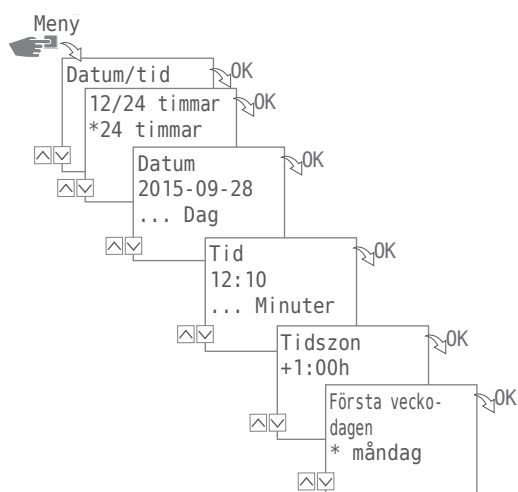 Meny
Datum/tid
OK
12/24 timmar
OK
*24 timmar
Datum
OK
2015-09-28
... Dag
Tid
OK
12:10
... Minuter
Tidszon
OK
+1:00h
Första vecko-
OK
dagen
* måndag